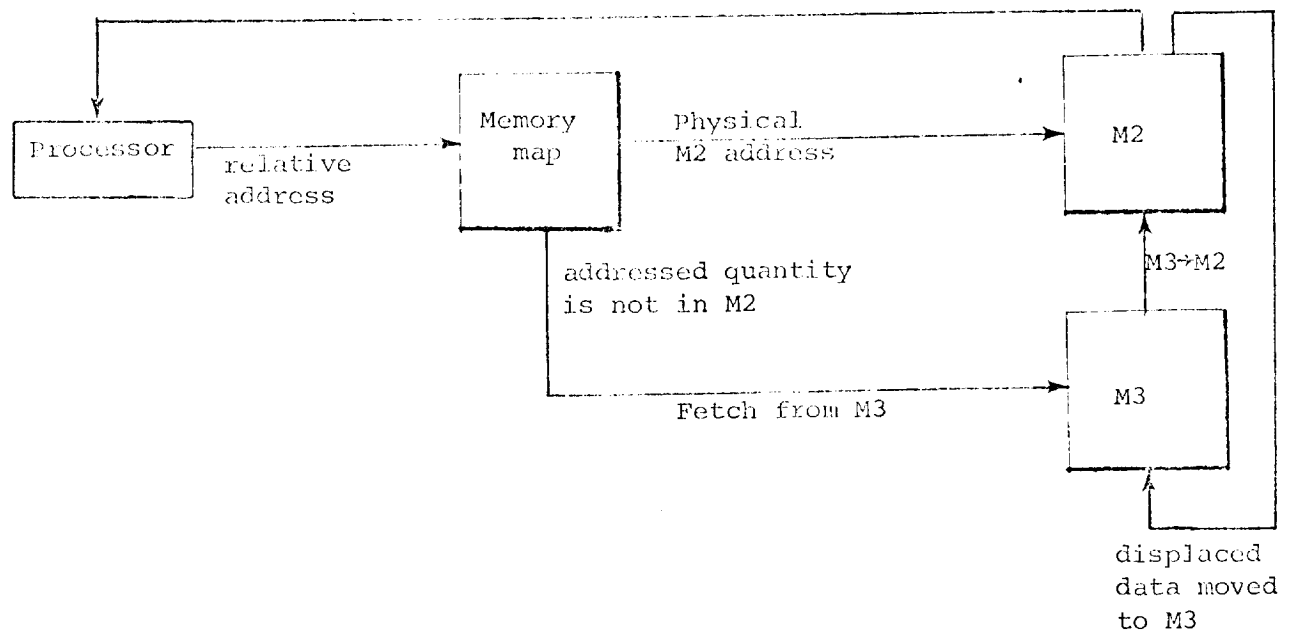 Processor
relative
address
Memory
map
Physical
M2 address
M2
addressed quantity
is not in M2
M3→M2
Fetch from M3
M3
displaced
data moved
to M3